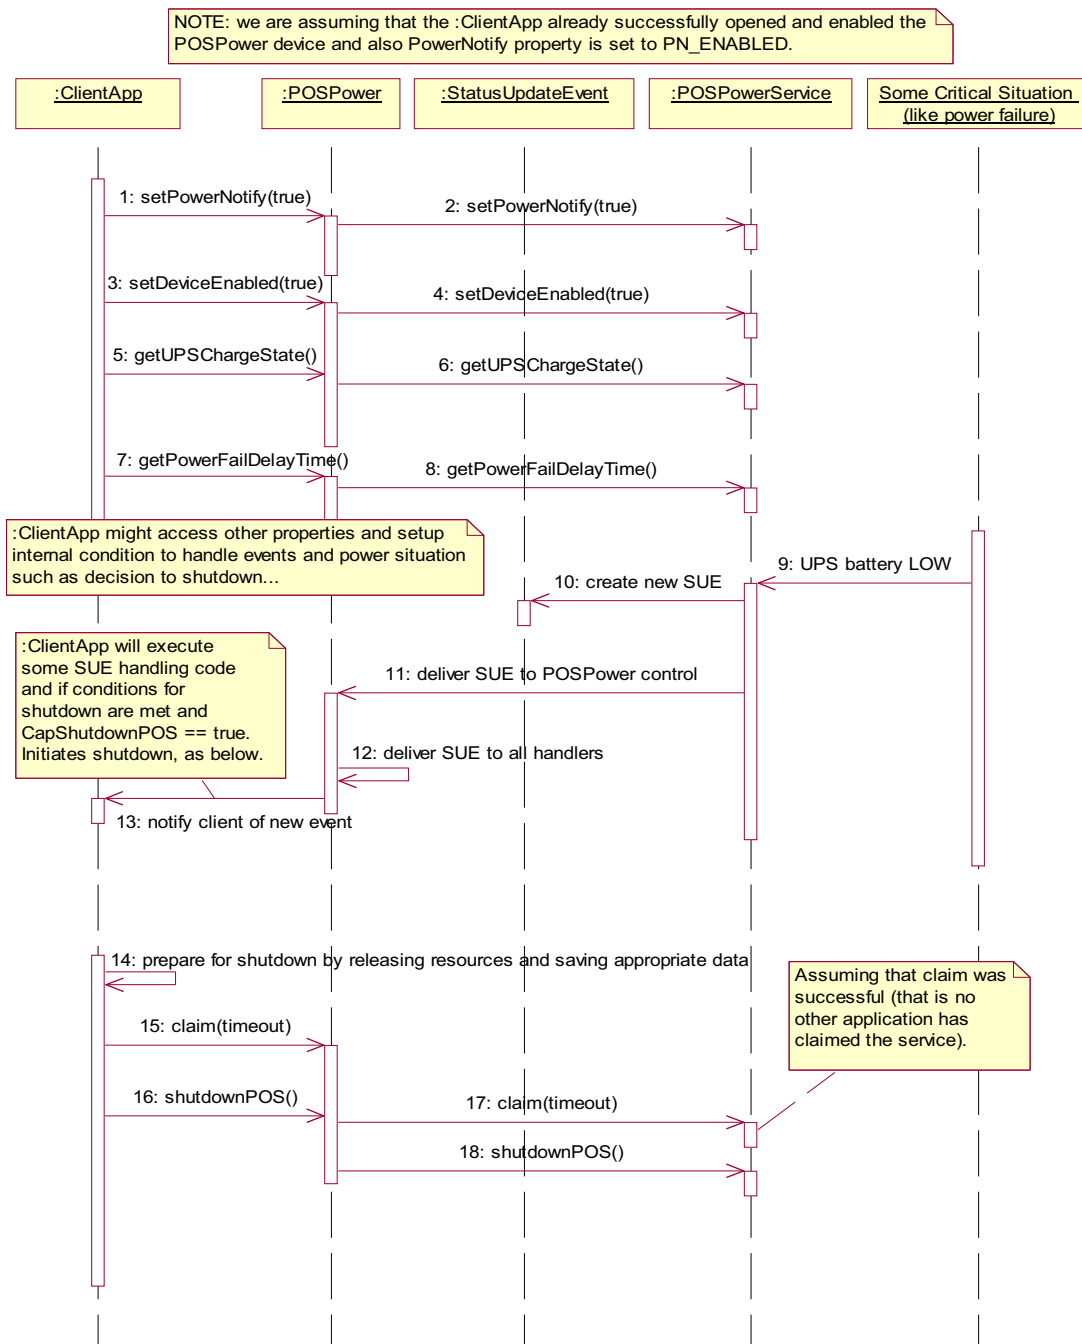 NOTE: we are assuming that the :ClientApp already successfully opened and enabled the
POSPower device and also PowerNotify property is set to PN_ENABLED.
:ClientApp
:POSPower
:StatusUpdateEvent
:POSPowerService
Some Critical Situation
(like power failure)
1: setPowerNotify(true)
2: setPowerNotify(true)
3: setDeviceEnabled(true)
4: setDeviceEnabled(true)
5: getUPSChargeState()
6: getUPSChargeState()
7: getPowerFailDelayTime()
8: getPowerFailDelayTime()
:ClientApp might access other properties and setup
internal condition to handle events and power situation
such as decision to shutdown...
9: UPS battery LOW
10: create new SUE
:ClientApp will execute
some SUE handling code
and if conditions for
shutdown are met and
CapShutdownPOS == true.
Initiates shutdown, as below.
11: deliver SUE to POSPower control
12: deliver SUE to all handlers
13: notify client of new event
14: prepare for shutdown by releasing resources and saving appropriate data
Assuming that claim was
successful (that is no
other application has
claimed the service).
15: claim(timeout)
16: shutdownPOS()
17: claim(timeout)
18: shutdownPOS()